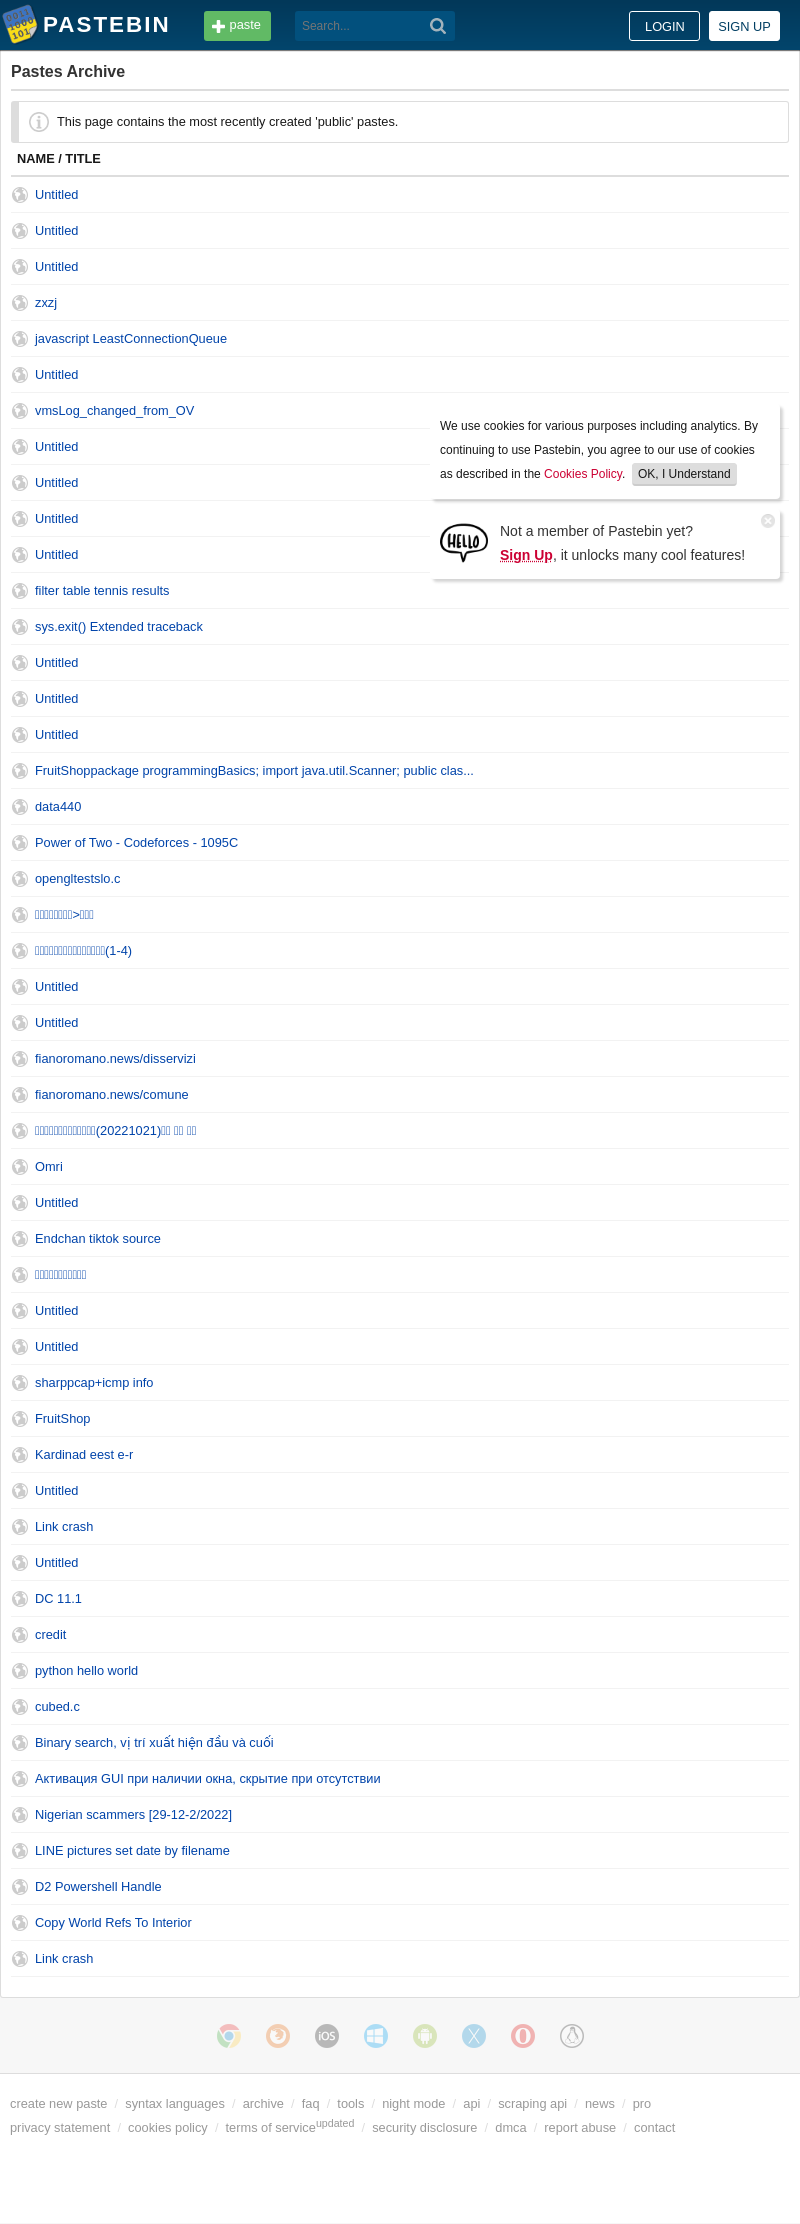 PASTEBIN
paste
Search...
LOGIN
SIGN UP
Pastes Archive
This page contains the most recently created 'public' pastes.
NAME / TITLE
Untitled
Untitled
Untitled
zxzj
javascript LeastConnectionQueue
Untitled
vmsLog_changed_from_OV
Untitled
Untitled
Untitled
Untitled
We use cookies for various purposes including analytics. By
continuing to use Pastebin, you agree to our use of cookies
as described in the Cookies Policy. OK, I Understand
HELLO
Not a member of Pastebin yet?
Sign Up, it unlocks many cool features!
filter table tennis results
sys.exit() Extended traceback
Untitled
Untitled
Untitled
FruitShoppackage programmingBasics; import java.util.Scanner; public clas...
data440
Power of Two - Codeforces - 1095C
opengltestslo.c
>
(1-4)
Untitled
Untitled
fianoromano.news/disservizi
fianoromano.news/comune
(20221021)
Omri
Untitled
Endchan tiktok source
Untitled
Untitled
sharppcap+icmp info
FruitShop
Kardinad eest e-r
Untitled
Link crash
Untitled
DC 11.1
credit
python hello world
cubed.c
Binary search, vị trí xuất hiện đầu và cuối
Активация GUI при наличии окна, скрытие при отсутствии
Nigerian scammers [29-12-2/2022]
LINE pictures set date by filename
D2 Powershell Handle
Copy World Refs To Interior
Link crash
iOS
create new paste / syntax languages / archive / faq / tools / night mode / api / scraping api / news / pro
privacy statement / cookies policy / terms of service updated / security disclosure / dmca / report abuse / contact